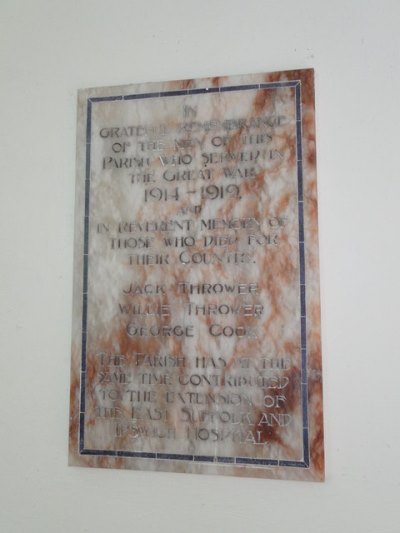 IN
GRATEFUL REMEMBRANCE
OF THE MEN OF THIS
PARISH WHO SERVED IN
THE GREAT WAR
1914-1919.
AND
IN REVERENT MEMORY OF
THOSE WHO DIED FOR
THEIR COUNTRY.
JACK THROWER
WILLIE THROWER
GEORGE COOK
THE PARISH HAS AT THE
SAME TIME CONTRIBUTED
TO THE EXTENSION OF
THE EAST SUFFOLK AND
IPSWICH HOSPITAL